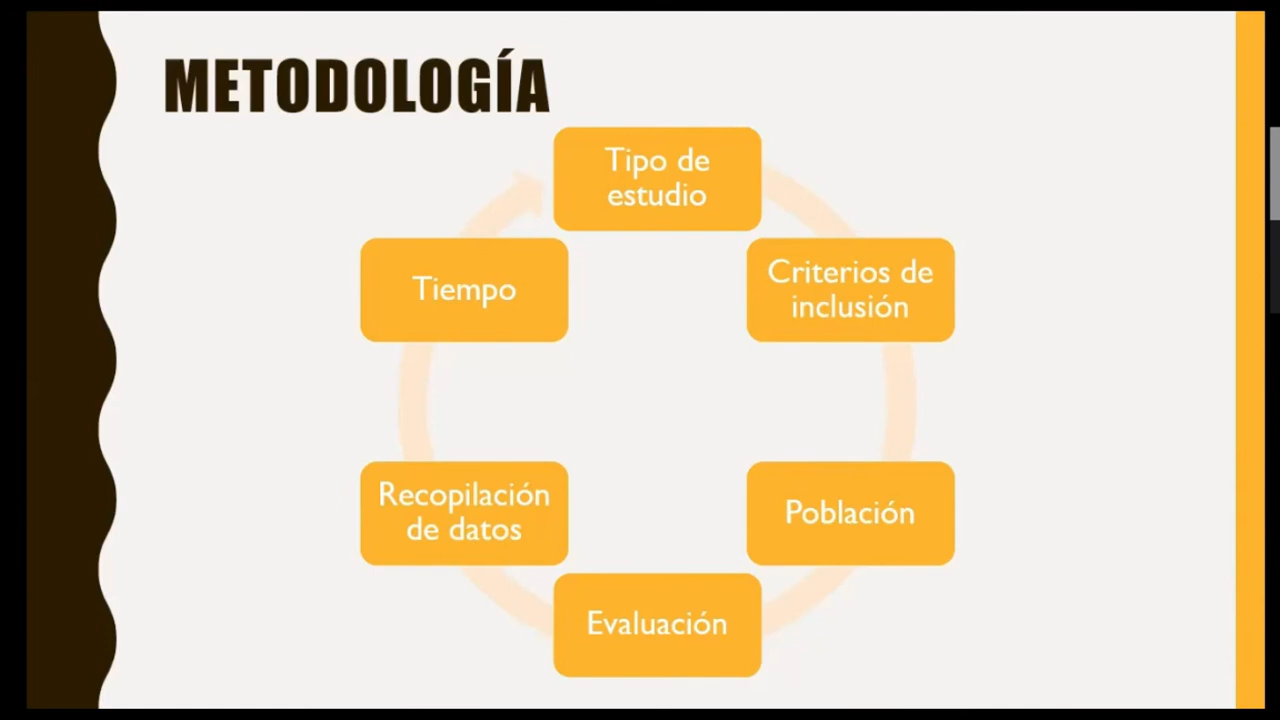 METODOLOGÍA
Tipo de
estudio
Criterios de
inclusión
Población
Evaluación
Recopilación
de datos
Tiempo